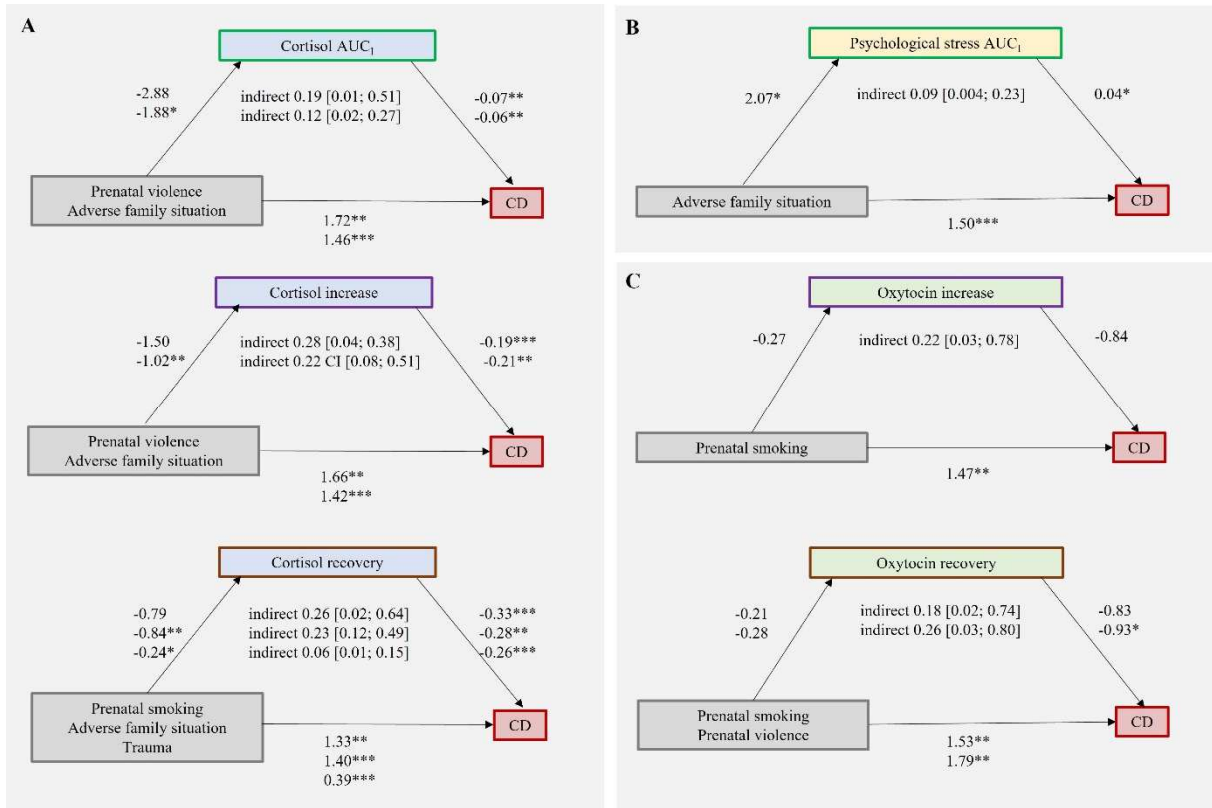 A
Cortisol AUC₁
-2.88
-1.88*
indirect 0.19 [0.01; 0.51]
indirect 0.12 [0.02; 0.27]
-0.07**
-0.06**
Prenatal violence
Adverse family situation
CD
1.72**
1.46***
Cortisol increase
-1.50
-1.02**
indirect 0.28 [0.04; 0.38]
indirect 0.22 CI [0.08; 0.51]
-0.19***
-0.21**
Prenatal violence
Adverse family situation
CD
1.66**
1.42***
Cortisol recovery
-0.79
-0.84**
-0.24*
indirect 0.26 [0.02; 0.64]
indirect 0.23 [0.12; 0.49]
indirect 0.06 [0.01; 0.15]
-0.33***
-0.28**
-0.26***
Prenatal smoking
Adverse family situation
Trauma
CD
1.33**
1.40***
0.39***
B
Psychological stress AUC₁
2.07*
indirect 0.09 [0.004; 0.23]
0.04*
Adverse family situation
CD
1.50***
C
Oxytocin increase
-0.27
indirect 0.22 [0.03; 0.78]
-0.84
Prenatal smoking
CD
1.47**
Oxytocin recovery
-0.21
-0.28
indirect 0.18 [0.02; 0.74]
indirect 0.26 [0.03; 0.80]
-0.83
-0.93*
Prenatal smoking
Prenatal violence
CD
1.53**
1.79**